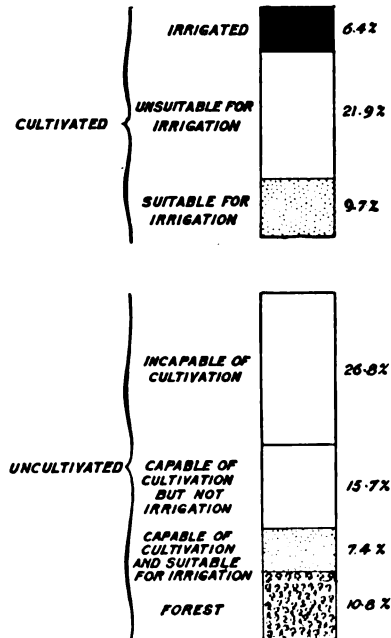 IRRIGATED 6.4%
CULTIVATED
UNSUITABLE FOR
IRRIGATION
21.9%
SUITABLE FOR
IRRIGATION
9.7%
UNCULTIVATED
INCAPABLE OF
CULTIVATION
26.8%
CAPABLE OF
CULTIVATION
BUT NOT
IRRIGATION
15.7%
CAPABLE OF
CULTIVATION
AND SUITABLE
FOR IRRIGATION
7.4%
FOREST 10.8%